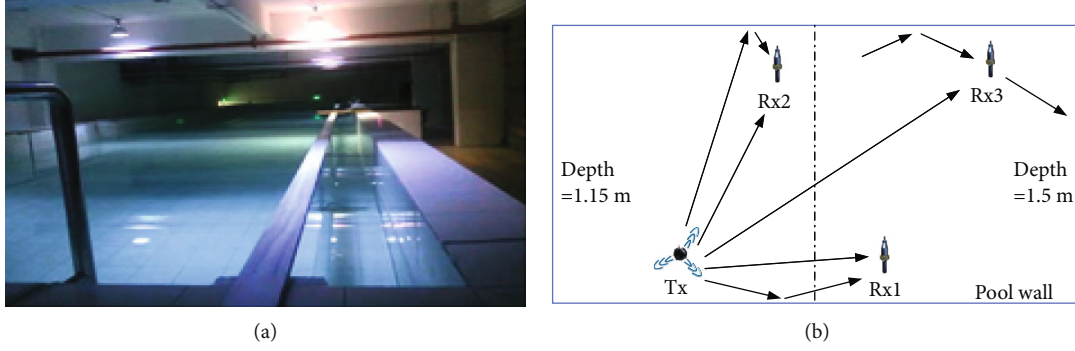 Rx2
Rx3
Depth
=1.15 m
Depth
=1.5 m
Tx
Rx1
Pool wall
(a)
(b)